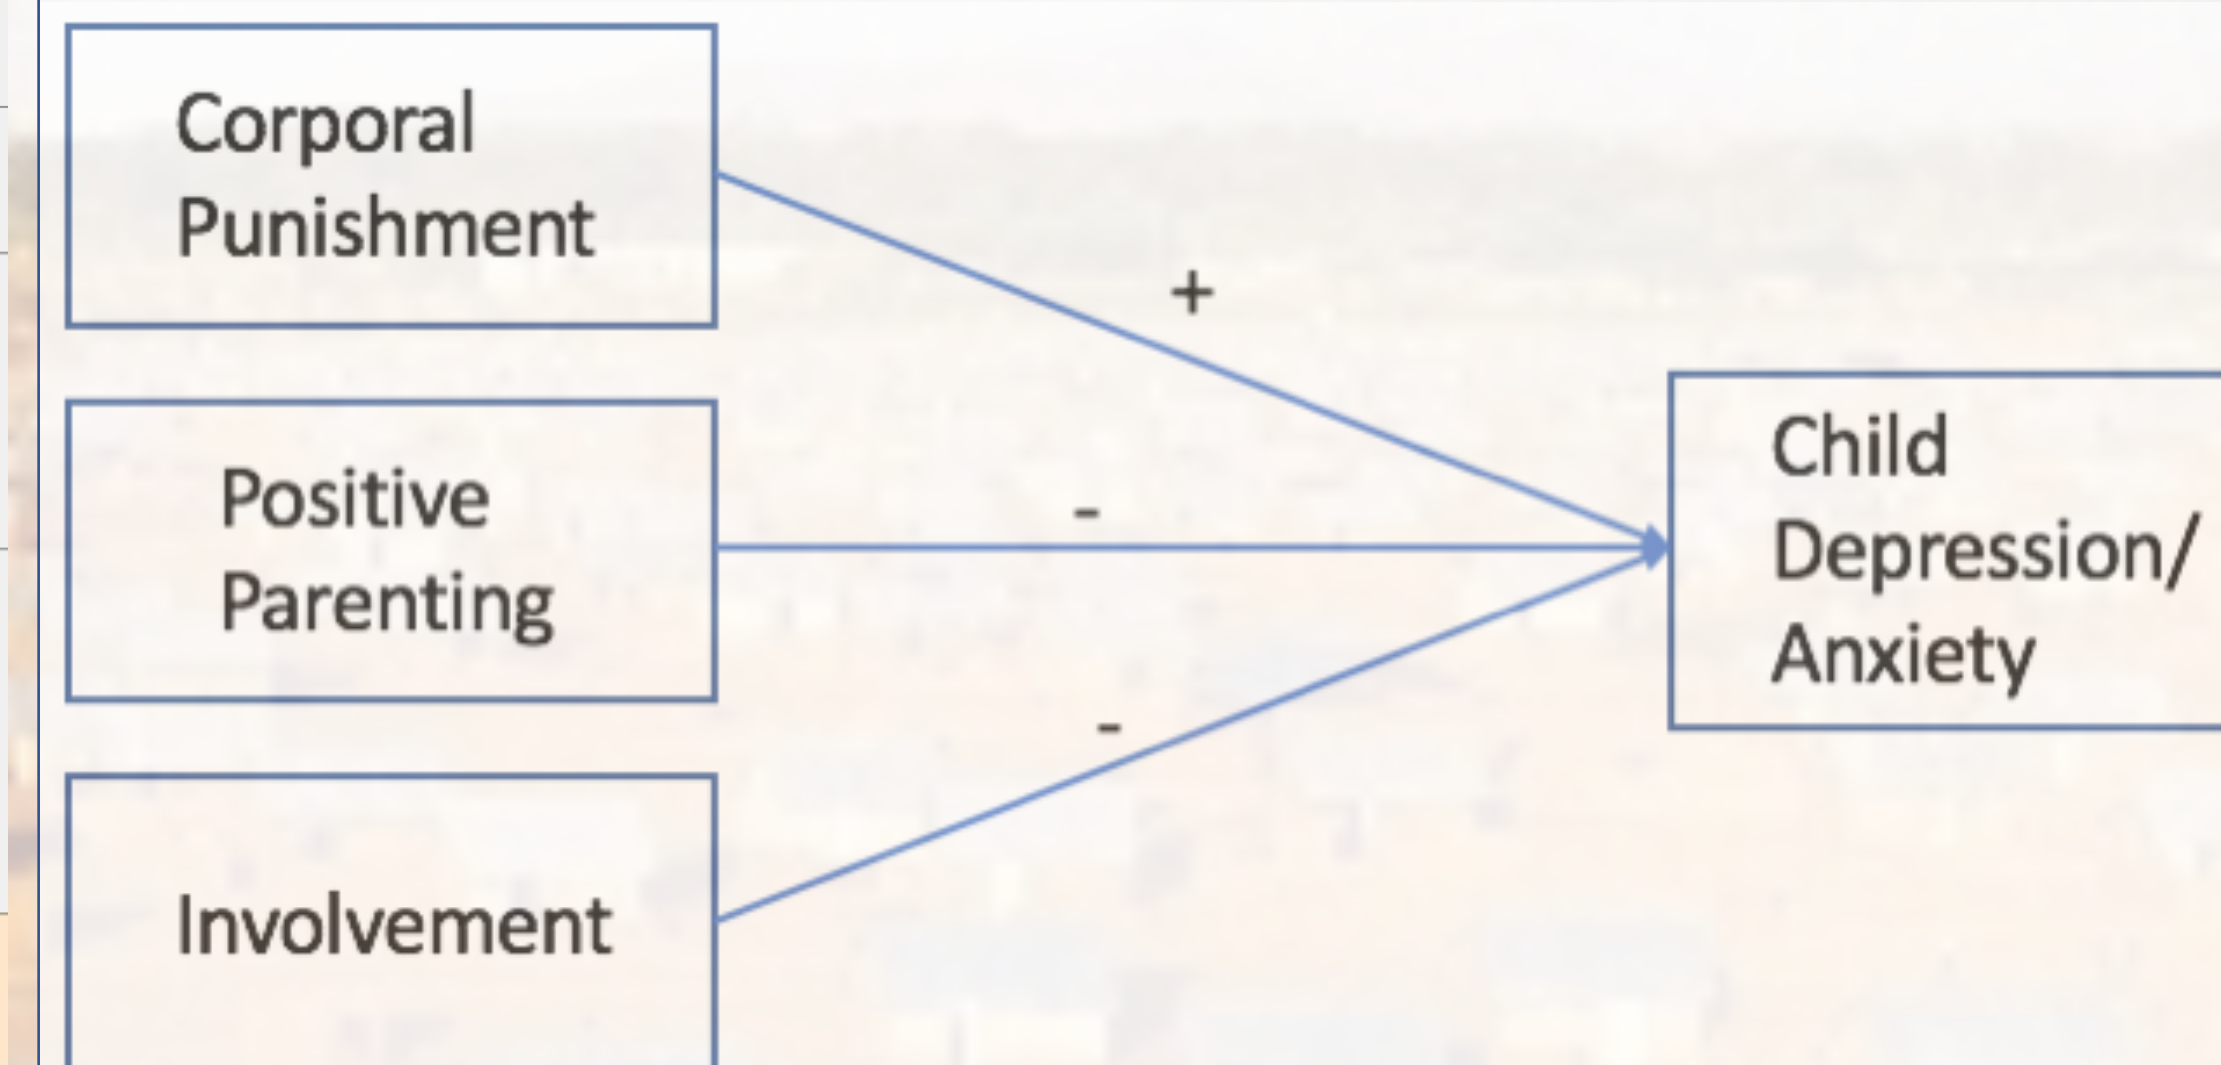 Corporal
Punishment
+
Positive
Parenting
-
Child
Depression/
Anxiety
-
Involvement